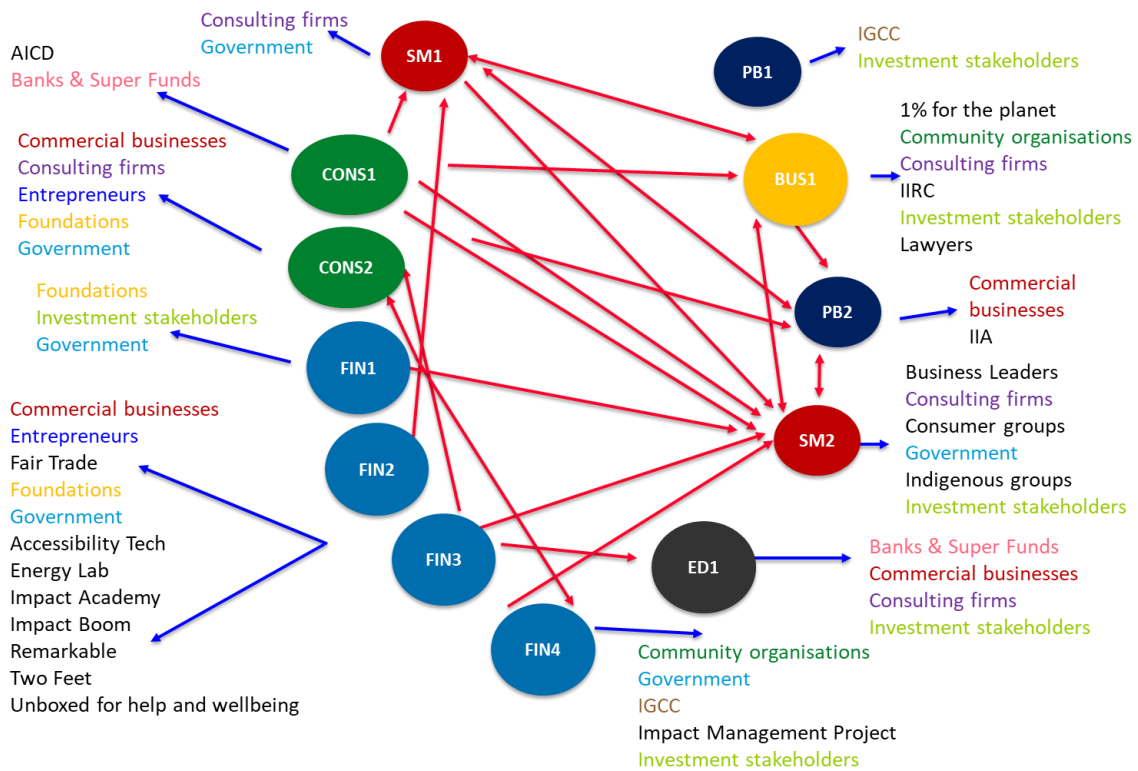 Consulting firms
Government
AICD
Banks & Super Funds
Commercial businesses
Consulting firms
Entrepreneurs
Foundations
Government
Foundations
Investment stakeholders
Government
Commercial businesses
Entrepreneurs
Fair Trade
Foundations
Government
Accessibility Tech
Energy Lab
Impact Academy
Impact Boom
Remarkable
Two Feet
Unboxed for help and wellbeing
SM1
CONS1
CONS2
FIN1
FIN2
FIN3
FIN4
PB1
BUS1
PB2
SM2
ED1
IGCC
Investment stakeholders
1% for the planet
Community organisations
Consulting firms
IIRC
Investment stakeholders
Lawyers
Commercial
businesses
IIA
Business Leaders
Consulting firms
Consumer groups
Government
Indigenous groups
Investment stakeholders
Banks & Super Funds
Commercial businesses
Consulting firms
Investment stakeholders
Community organisations
Government
IGCC
Impact Management Project
Investment stakeholders